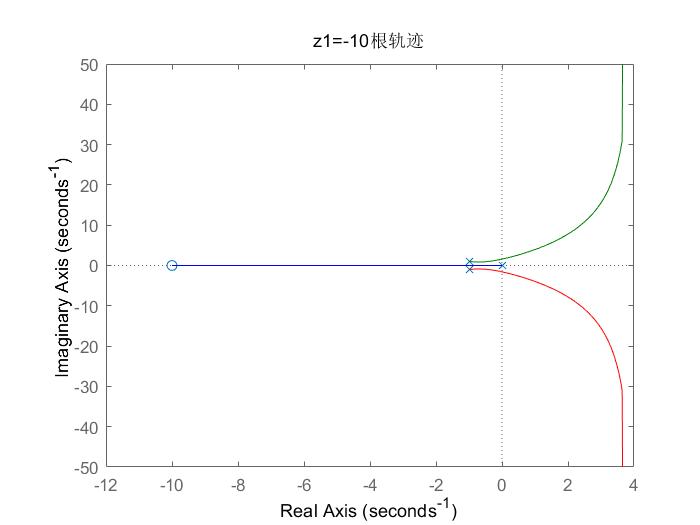 z1=-10根轨迹
50
40
30
20
10
0
-10
-20
-30
-40
-50
Imaginary Axis (seconds⁻¹)
-12 -10 -8 -6 -4 -2 0 2 4
Real Axis (seconds⁻¹)